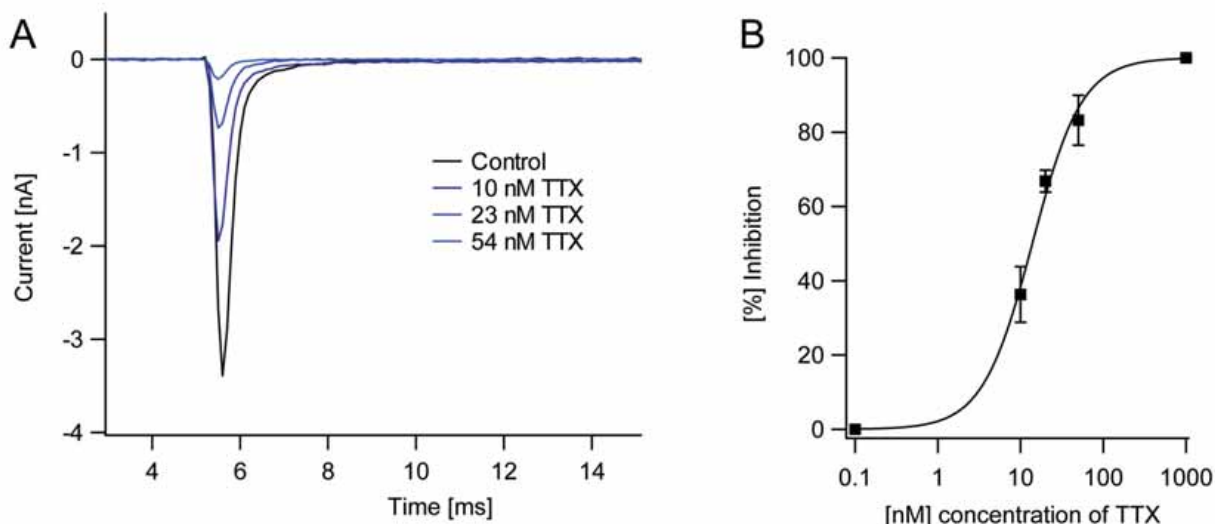 A
0
-1
-2
-3
-4
Current [nA]
4
6
8
10
12
14
Time [ms]
Control
10 nM TTX
23 nM TTX
54 nM TTX
B
100
80
60
40
20
0
[%] Inhibition
0.1
1
10
100
1000
[nM] concentration of TTX